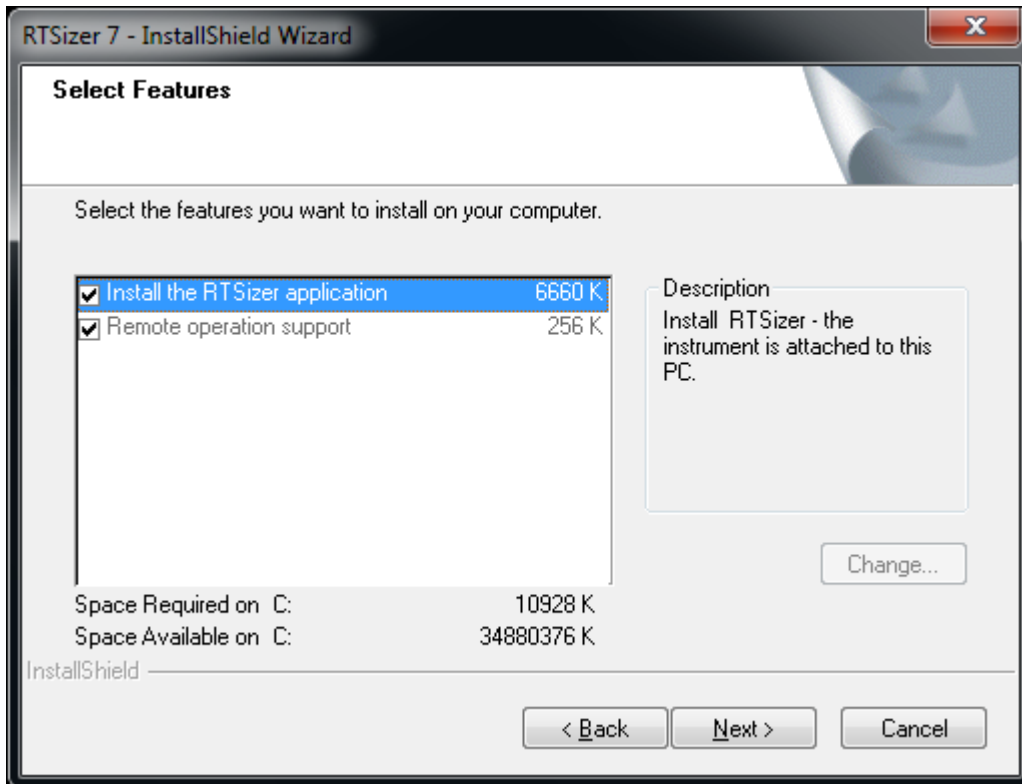 RTSizer 7 - InstallShield Wizard
Select Features
Select the features you want to install on your computer.
Install the RTSizer application 6660 K
Remote operation support 256 K
Description
Install RTSizer - the
instrument is attached to this
PC.
Change...
Space Required on C: 10928 K
Space Available on C: 34880376 K
InstallShield
< Back
Next >
Cancel